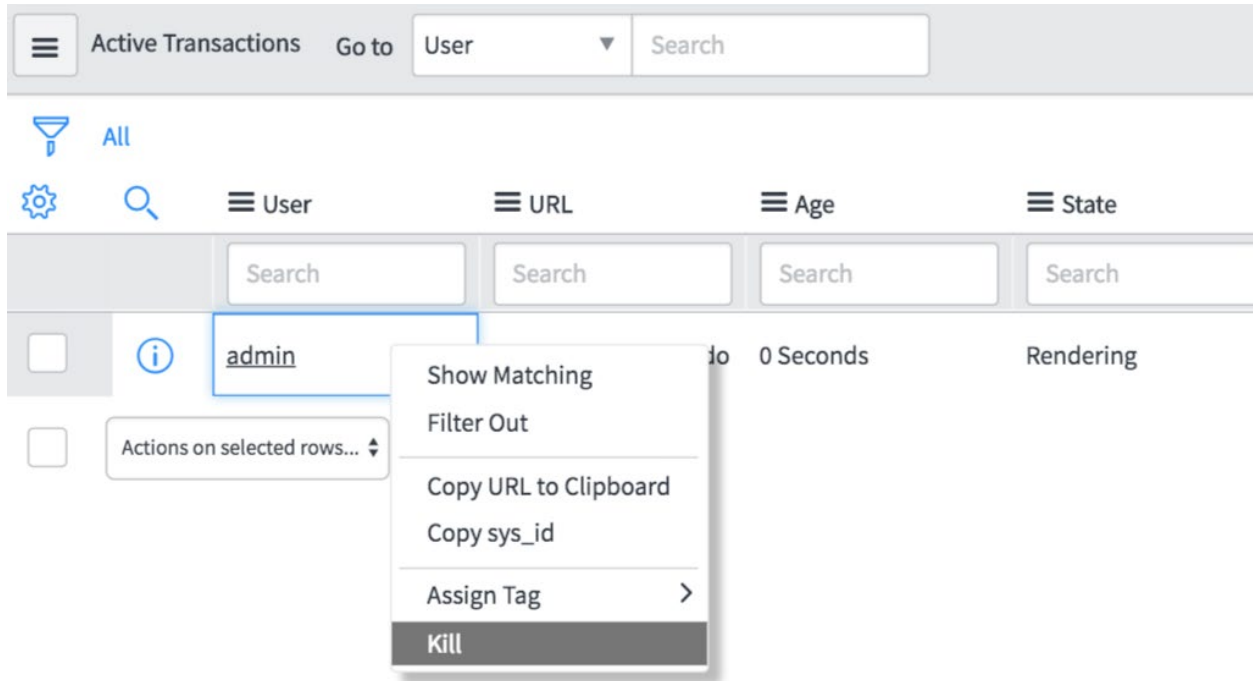 Active Transactions Go to User Search
All
User URL Age State
Search Search Search Search
admin do 0 Seconds Rendering
Show Matching
Filter Out
Actions on selected rows...
Copy URL to Clipboard
Copy sys_id
Assign Tag
Kill